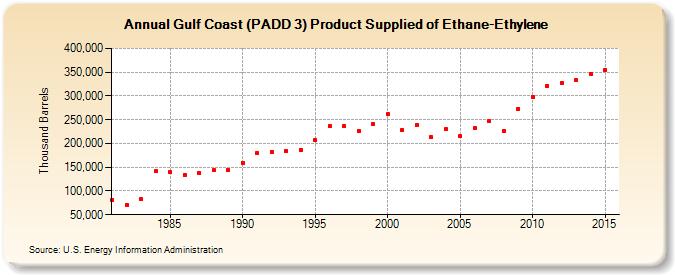 Annual Gulf Coast (PADD 3) Product Supplied of Ethane-Ethylene
Thousand Barrels
400,000
350,000
300,000
250,000
200,000
150,000
100,000
50,000
1985 1990 1995 2000 2005 2010 2015
Source: U.S. Energy Information Administration